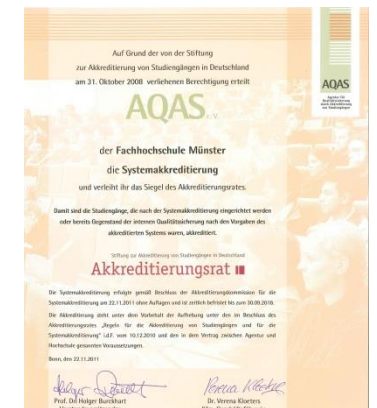 Auf Grund der von der Stiftung
zur Akkreditierung von Studiengängen in Deutschland
am 31. Oktober 2008 verliehenen Berechtigung erteilt
AQAS e.V.
der Fachhochschule Münster
die Systemakkreditierung
und verleiht ihr das Siegel des Akkreditierungsrates.
Damit sind die Studiengänge, die nach der Systemakkreditierung eingerichtet werden
oder bereits Gegenstand der internen Qualitätssicherung nach den Vorgaben des
akkreditierten Systems waren, akkreditiert.
Stiftung zur Akkreditierung von Studiengängen in Deutschland
Akkreditierungsrat
Die Systemakkreditierung erfolgte gemäß Beschluss der Akkreditierungskommission für die
Systemakkreditierung am 22.11.2011 ohne Auflagen und ist zeitlich befristet bis zum 30.09.2018.
Die Akkreditierung steht unter dem Vorbehalt der Aufhebung unter den im Beschluss des
Akkreditierungsrates „Regeln für die Akkreditierung von Studiengängen und für die
Systemakkreditierung" i.d.F. vom 10.12.2010 und den in dem Vertrag zwischen Agentur und
Hochschule genannten Voraussetzungen.
Bonn, den 22.11.2011
Prof. Dr. Holger Burckhart
Dr. Verena Kloeters
AQAS
Agentur für
Qualitätssicherung
durch Akkreditierung
von Studiengängen